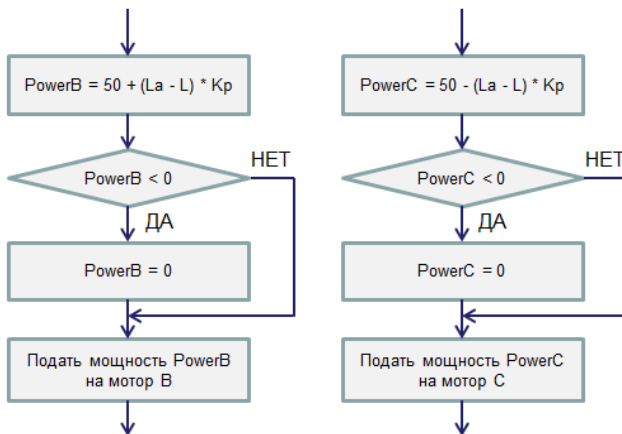 PowerB = 50 + (La - L) * Kp
PowerB < 0
НЕТ
ДА
PowerB = 0
Подать мощность PowerB
на мотор B
PowerC = 50 - (La - L) * Kp
PowerC < 0
НЕТ
ДА
PowerC = 0
Подать мощность PowerC
на мотор C